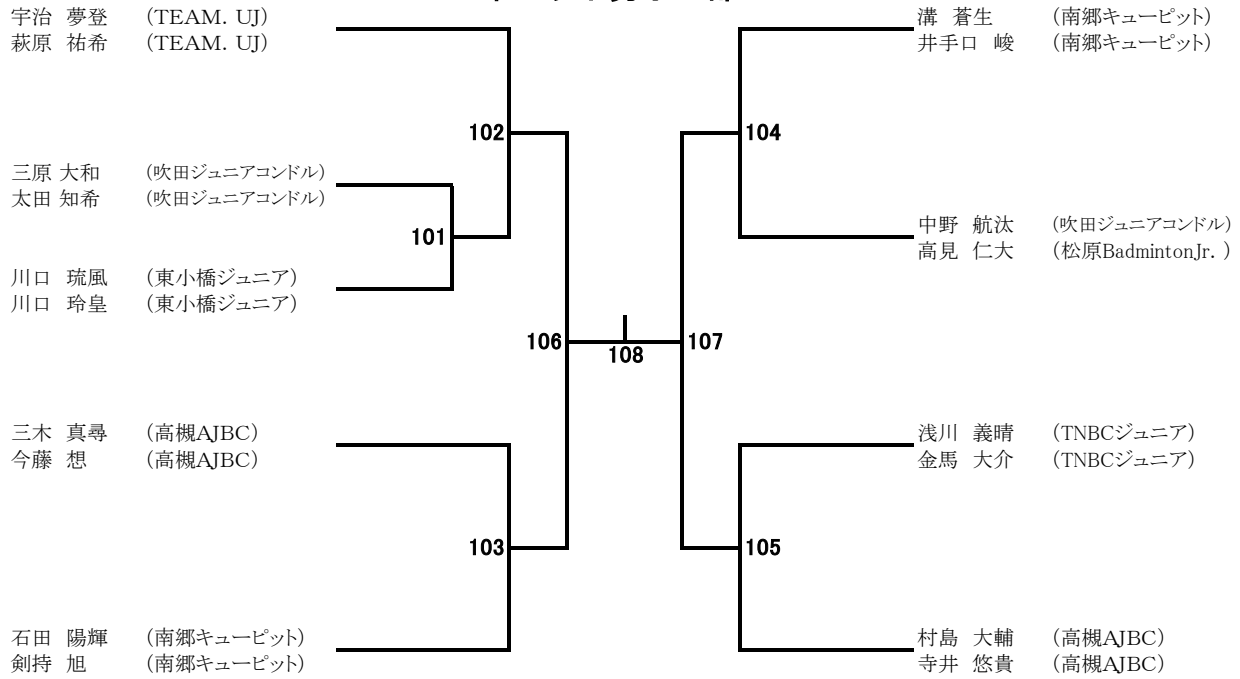 宇治 夢登 (TEAM. UJ)
萩原 祐希 (TEAM. UJ)
102
三原 大和 (吹田ジュニアコンドル)
太田 知希 (吹田ジュニアコンドル)
101
川口 琉風 (東小橋ジュニア)
川口 玲皇 (東小橋ジュニア)
106
三木 真尋 (高槻AJBC)
今藤 想 (高槻AJBC)
103
石田 陽輝 (南郷キューピット)
剣持 旭 (南郷キューピット)
108
溝 蒼生 (南郷キューピット)
井手口 峻 (南郷キューピット)
104
中野 航汰 (吹田ジュニアコンドル)
高見 仁大 (松原BadmintonJr. )
107
浅川 義晴 (TNBCジュニア)
金馬 大介 (TNBCジュニア)
105
村島 大輔 (高槻AJBC)
寺井 悠貴 (高槻AJBC)